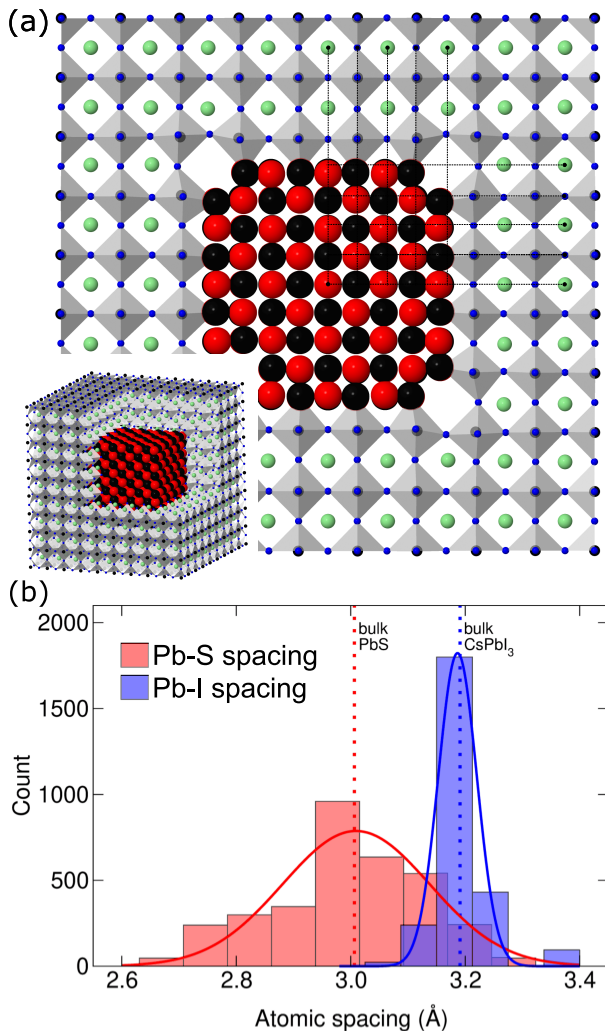 (a)
(b)
2000
1500
1000
500
0
Count
Pb-S spacing
Pb-I spacing
bulk
PbS
bulk
CsPbI₃
2.6 2.8 3.0 3.2 3.4
Atomic spacing (Å)